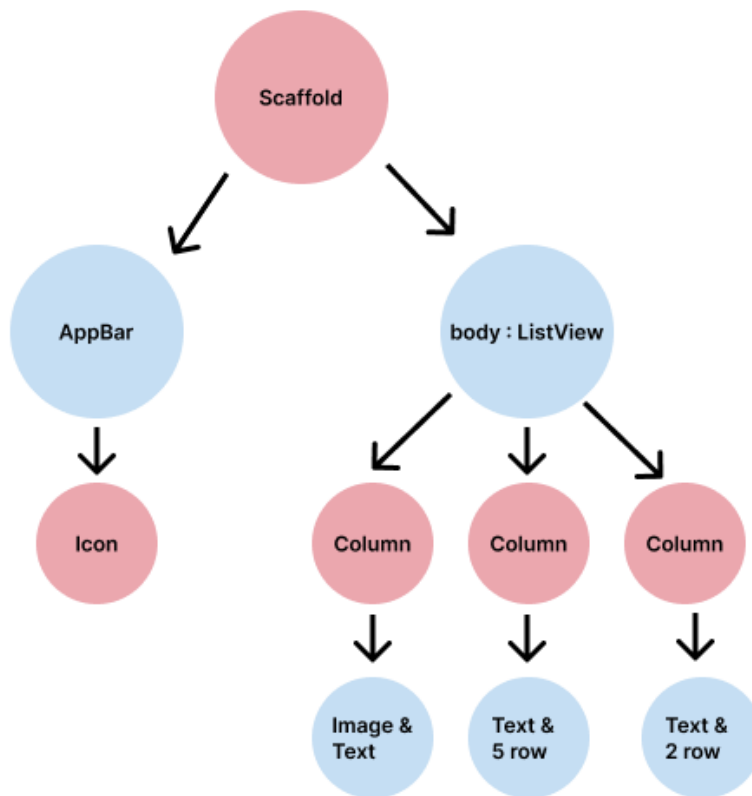 Scaffold
AppBar
body : ListView
Icon
Column
Column
Column
Image &
Text
Text &
5 row
Text &
2 row